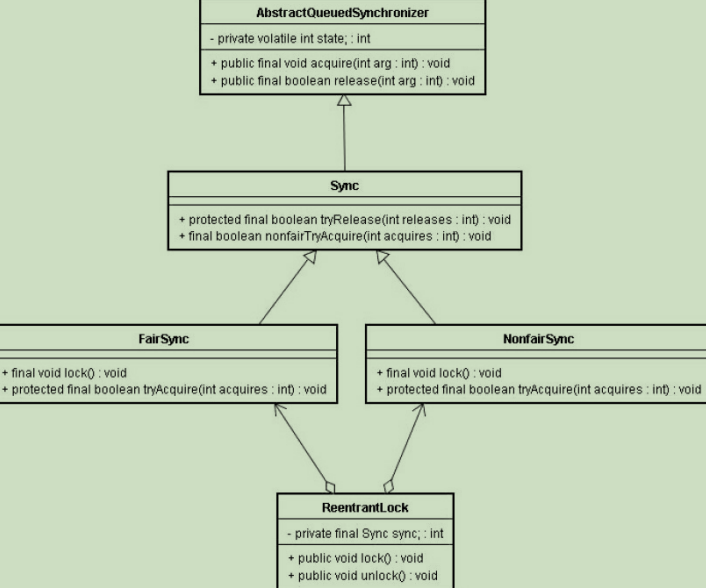 AbstractQueuedSynchronizer
- private volatile int state; : int
+ public final void acquire(int arg : int) : void
+ public final boolean release(int arg : int) : void
Sync
+ protected final boolean tryRelease(int releases : int) : void
+ final boolean nonfairTryAcquire(int acquires : int) : void
FairSync
+ final void lock() : void
+ protected final boolean tryAcquire(int acquires : int) : void
NonfairSync
+ final void lock() : void
+ protected final boolean tryAcquire(int acquires : int) : void
ReentrantLock
- private final Sync sync; : int
+ public void lock() : void
+ public void unlock() : void